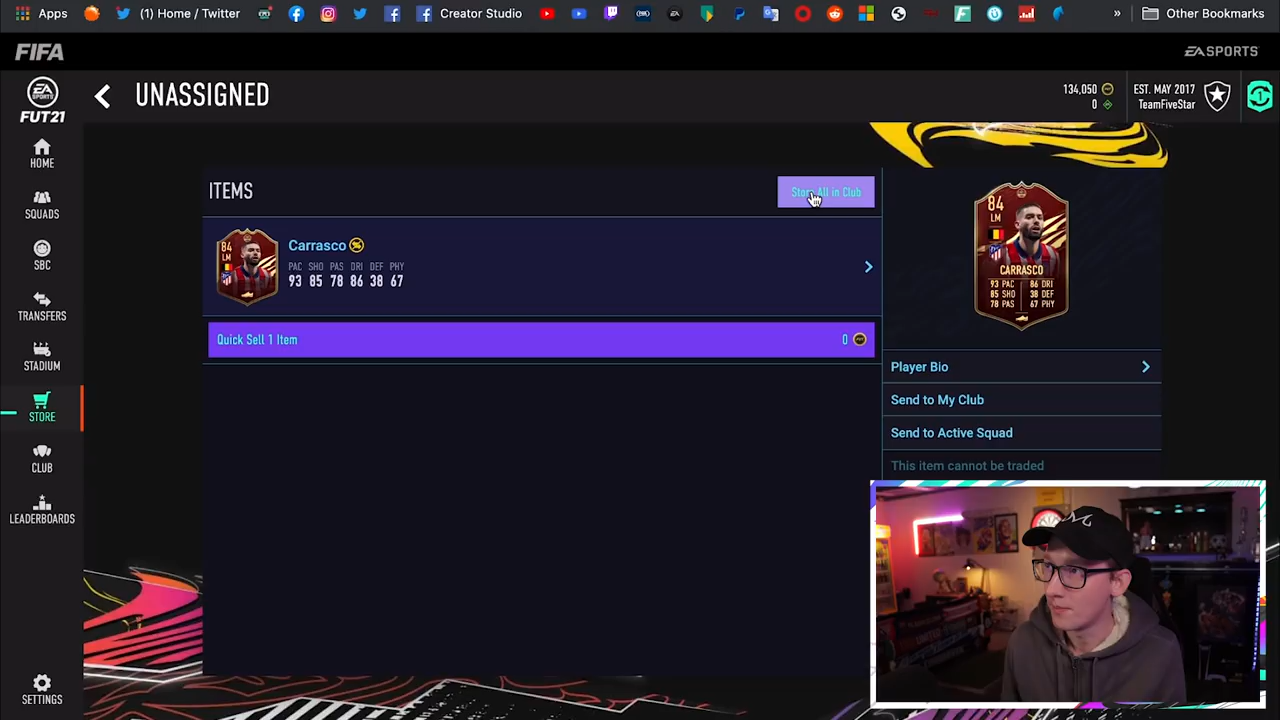 Apps
(1) Home / Twitter
Creator Studio
»
Other Bookmarks
FIFA
EA SPORTS
EA SPORTS
FUT21
UNASSIGNED
134,050
0
EST. MAY 2017
TeamFiveStar
1
HOME
SQUADS
SBC
TRANSFERS
STADIUM
STORE
CLUB
LEADERBOARDS
SETTINGS
ITEMS
Store All in Club
84
LM
Carrasco
PAC SHO PAS DRI DEF PHY
93 85 78 86 38 67
Quick Sell 1 Item
0
84
LM
CARRASCO
93 PAC 86 DRI
85 SHO 38 DEF
78 PAS 67 PHY
Player Bio
Send to My Club
Send to Active Squad
This item cannot be traded